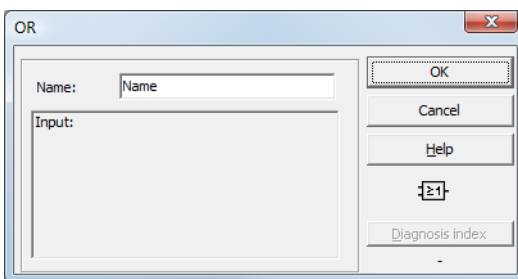 OR
Name: Name
Input:
OK
Cancel
Help
≥1
Diagnosis index
-